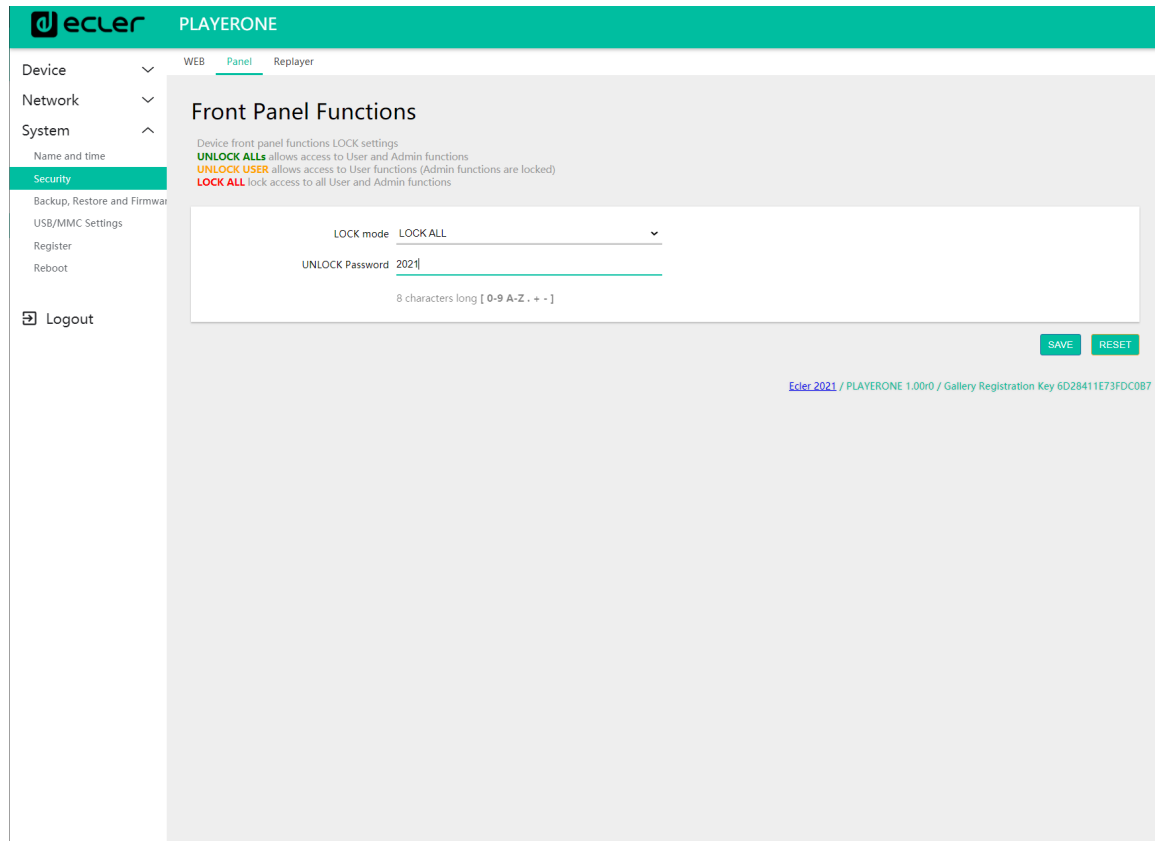 ecler PLAYERONE
Device
Network
System
Name and time
Security
Backup, Restore and Firmwar
USB/MMC Settings
Register
Reboot
Logout
WEB Panel Replayer
Front Panel Functions
Device front panel functions LOCK settings
UNLOCK ALLs allows access to User and Admin functions
UNLOCK USER allows access to User functions (Admin functions are locked)
LOCK ALL lock access to all User and Admin functions
LOCK mode LOCK ALL
UNLOCK Password 2021
8 characters long [ 0-9 A-Z . + - ]
SAVE RESET
Ecler 2021 / PLAYERONE 1.00r0 / Gallery Registration Key 6D28411E73FDC0B7